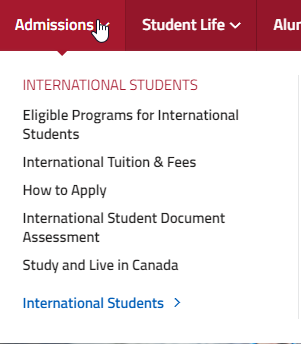 Admissions Student Life Alu
INTERNATIONAL STUDENTS
Eligible Programs for International
Students
International Tuition & Fees
How to Apply
International Student Document
Assessment
Study and Live in Canada
International Students